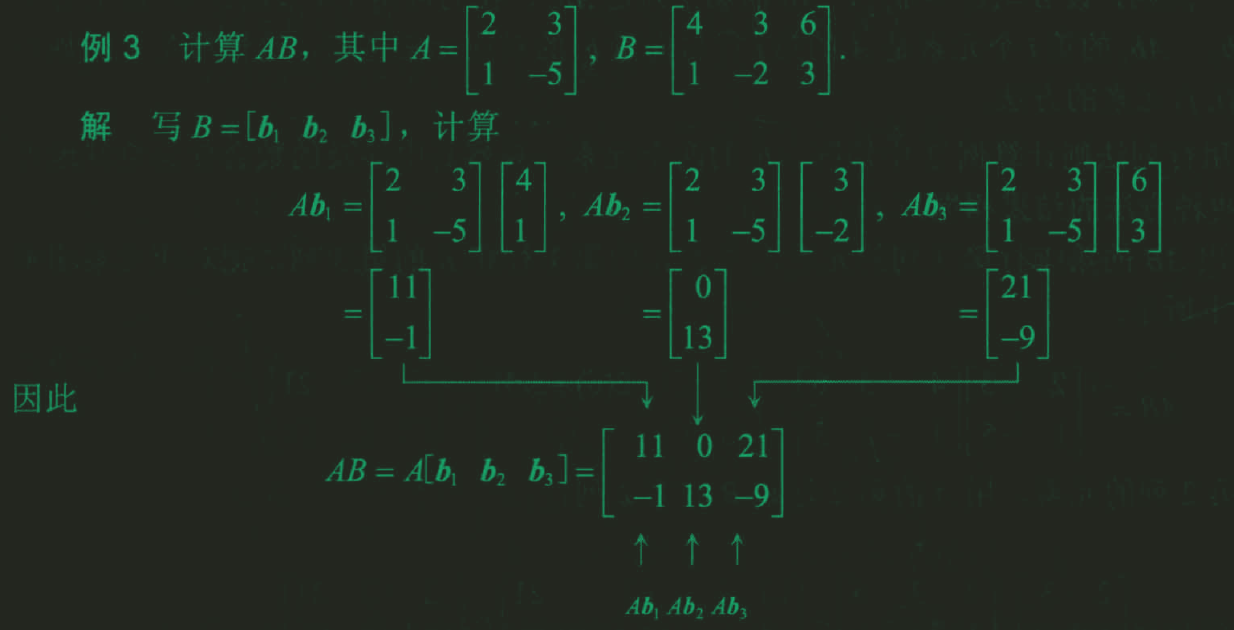 例 3 计算 AB，其中 A = [2 3; 1 –5]，B = [4 3 6; 1 –2 3].
解 写 B = [b₁ b₂ b₃]，计算
Ab₁ = [2 3; 1 –5][4; 1]，Ab₂ = [2 3; 1 –5][3; –2]，Ab₃ = [2 3; 1 –5][6; 3]
= [11; –1] = [0; 13] = [21; –9]
因此
AB = A[b₁ b₂ b₃] = [11 0 21; –1 13 –9]
↑ ↑ ↑
Ab₁ Ab₂ Ab₃